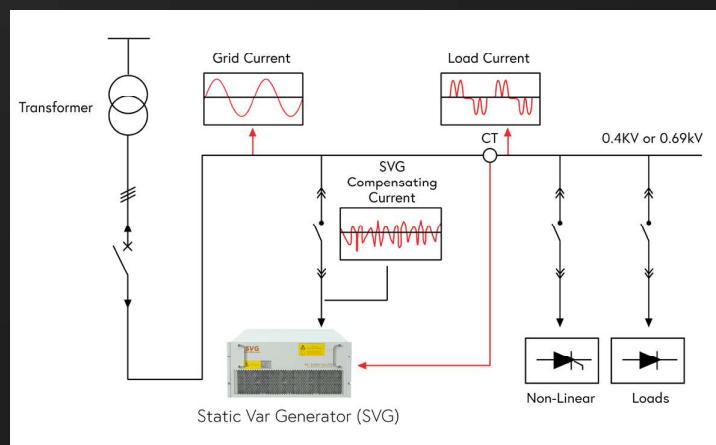 Grid Current
Load Current
Transformer
CT
0.4KV or 0.69kV
SVG
Compensating
Current
SVG
Non-Linear
Loads
Static Var Generator (SVG)